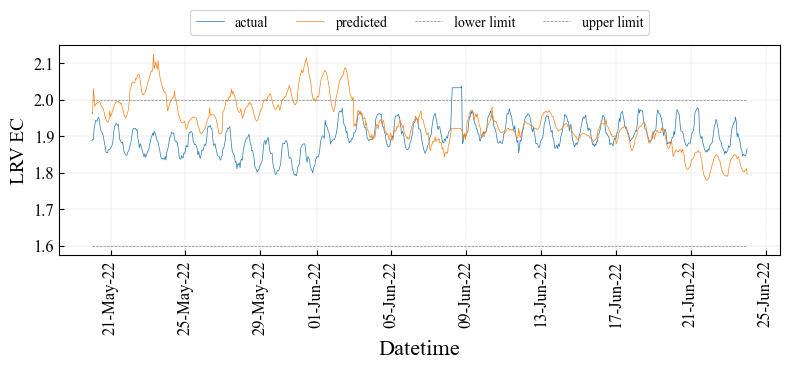 actual predicted lower limit upper limit
2.1
2.0
1.9
1.8
1.7
1.6
LRV EC
21-May-22 25-May-22 29-May-22 01-Jun-22 05-Jun-22 09-Jun-22 13-Jun-22 17-Jun-22 21-Jun-22 25-Jun-22
Datetime